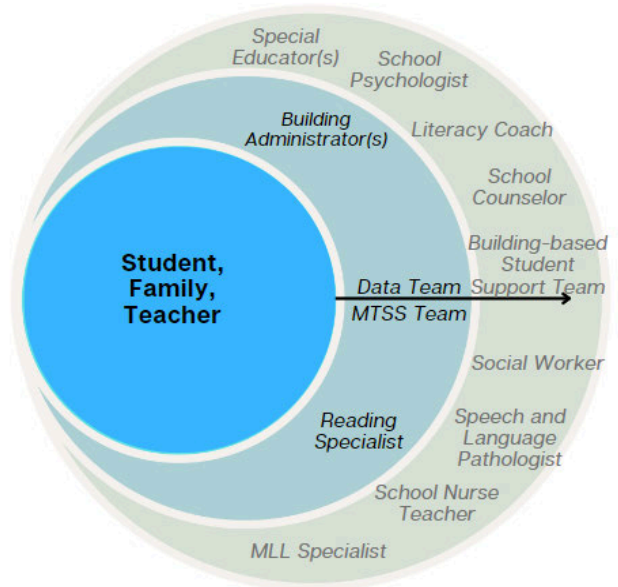 Special
Educator(s)
School
Psychologist
Building
Administrator(s)
Literacy Coach
School
Counselor
Student,
Family,
Teacher
Building-based
Student
Support Team
Data Team
MTSS Team
Social Worker
Reading
Specialist
Speech and
Language
Pathologist
School Nurse
Teacher
MLL Specialist